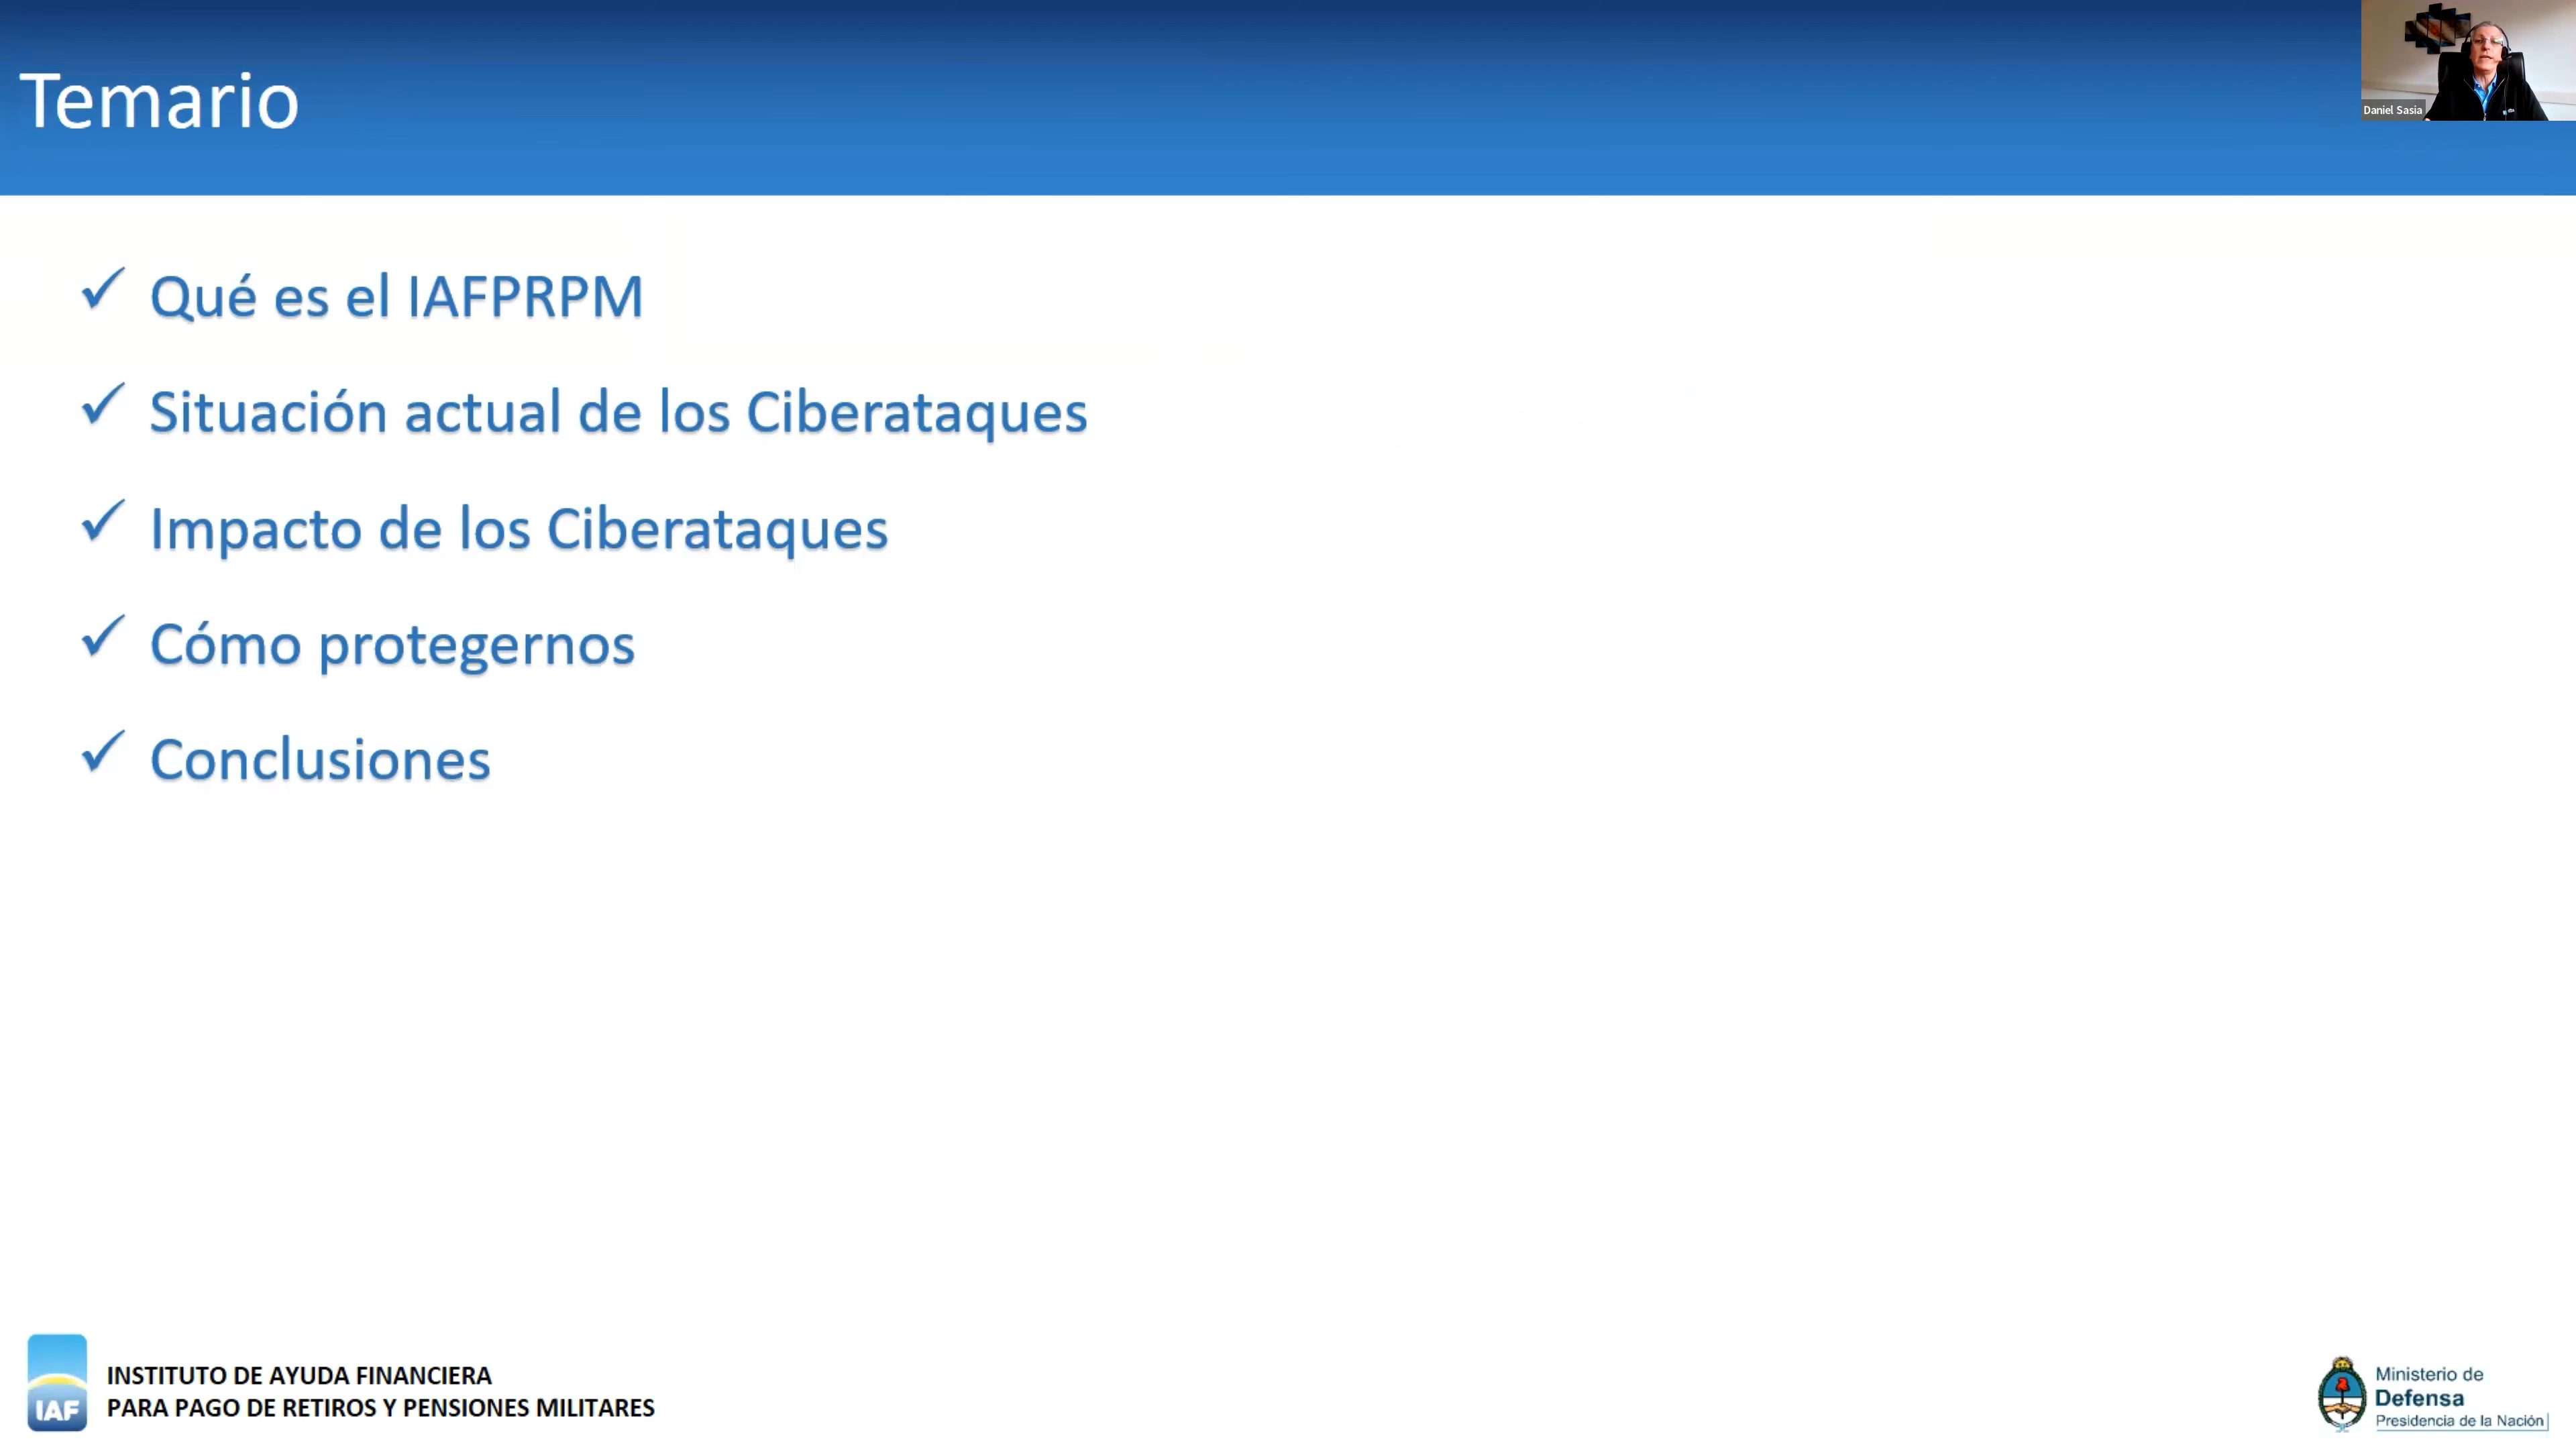 Temario
Daniel Sasia
✓ Qué es el IAFPRPM
✓ Situación actual de los Ciberataques
✓ Impacto de los Ciberataques
✓ Cómo protegernos
✓ Conclusiones
IAF
INSTITUTO DE AYUDA FINANCIERA
PARA PAGO DE RETIROS Y PENSIONES MILITARES
Ministerio de
Defensa
Presidencia de la Nación